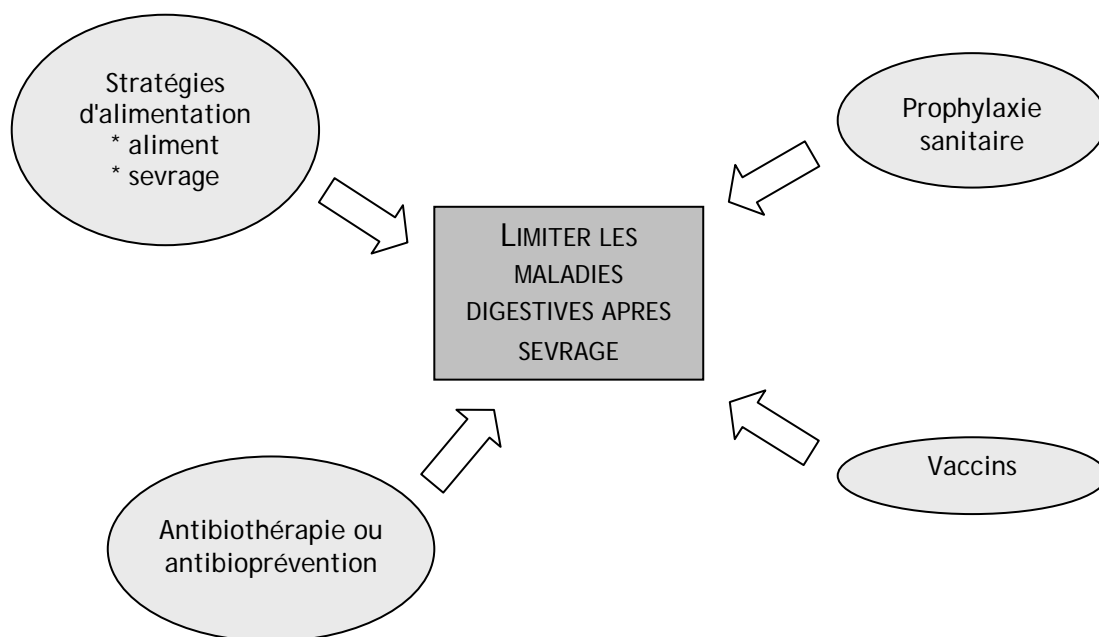 Stratégies
d'alimentation
* aliment
* sevrage
Prophylaxie
sanitaire
LIMITER LES
MALADIES
DIGESTIVES APRES
SEVRAGE
Antibiothérapie ou
antibioprévention
Vaccins